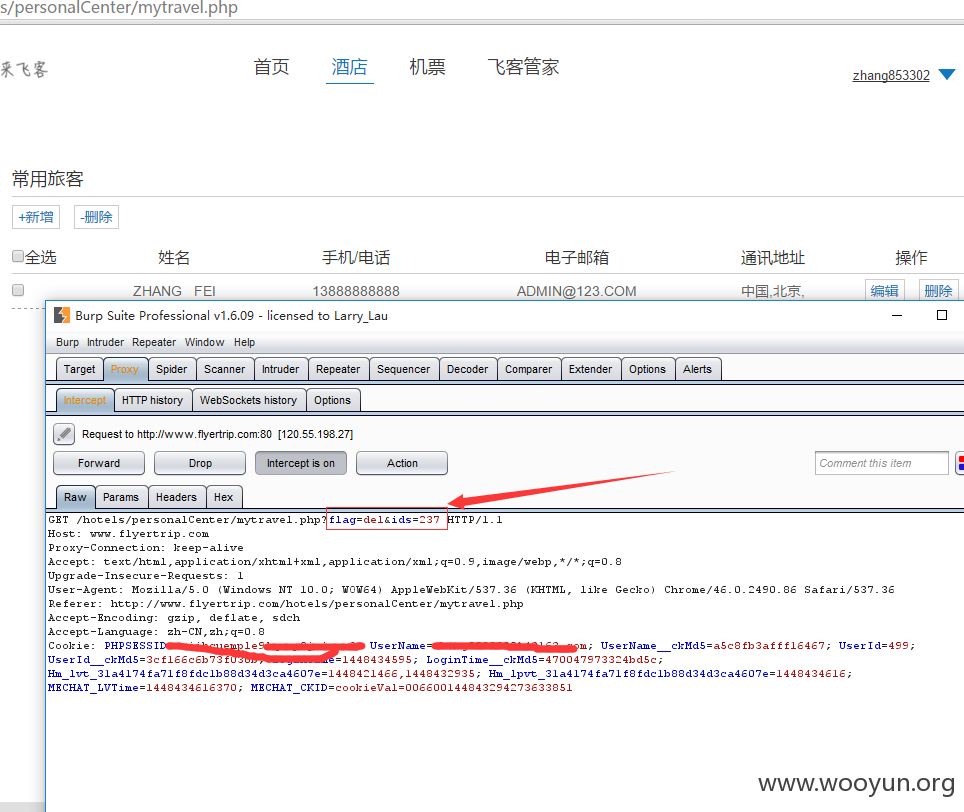 s/personalCenter/mytravel.php
来飞客 首页 酒店 机票 飞客管家 zhang853302
常用旅客
+新增 -删除
全选 姓名 手机/电话 电子邮箱 通讯地址 操作
ZHANG FEI 13888888888 ADMIN@123.COM 中国,北京, 编辑 删除
Burp Suite Professional v1.6.09 - licensed to Larry_Lau
Burp Intruder Repeater Window Help
Target Proxy Spider Scanner Intruder Repeater Sequencer Decoder Comparer Extender Options Alerts
Intercept HTTP history WebSockets history Options
Request to http://www.flyertrip.com:80 [120.55.198.27]
Forward Drop Intercept is on Action Comment this item
Raw Params Headers Hex
GET /hotels/personalCenter/mytravel.php?flag=del&ids=237 HTTP/1.1
Host: www.flyertrip.com
Proxy-Connection: keep-alive
Accept: text/html,application/xhtml+xml,application/xml;q=0.9,image/webp,*/*;q=0.8
Upgrade-Insecure-Requests: 1
User-Agent: Mozilla/5.0 (Windows NT 10.0; WOW64) AppleWebKit/537.36 (KHTML, like Gecko) Chrome/46.0.2490.86 Safari/537.36
Referer: http://www.flyertrip.com/hotels/personalCenter/mytravel.php
Accept-Encoding: gzip, deflate, sdch
Accept-Language: zh-CN,zh;q=0.8
Cookie: PHPSESSID UserName= UserName__ckMd5=a5c8fb3afff16467; UserId=499;
UserId__ckMd5= =1448434595; LoginTime__ckMd5=470047973324bd5c;
Hm_lvt_31a4174fa71f8fdc1b88d34d3ca4607e=1448421466,1448432935; Hm_lpvt_31a4174fa71f8fdc1b88d34d3ca4607e=1448434616;
MECHAT_LVTime=1448434616370; MECHAT_CKID=cookieVal=006600144843294273633851
www.wooyun.org